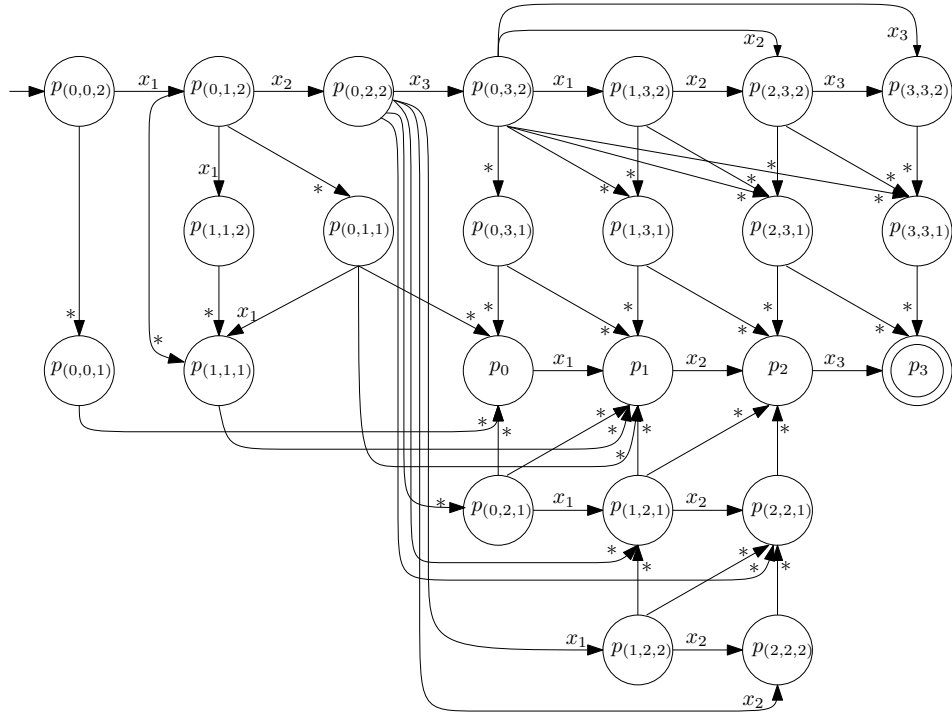 x₃
x₂
p₍₀,₀,₂₎ x₁ p₍₀,₁,₂₎ x₂ p₍₀,₂,₂₎ x₃ p₍₀,₃,₂₎ x₁ p₍₁,₃,₂₎ x₂ p₍₂,₃,₂₎ x₃ p₍₃,₃,₂₎
x₁ * * * * * * * * * *
p₍₁,₁,₂₎ p₍₀,₁,₁₎ p₍₀,₃,₁₎ p₍₁,₃,₁₎ p₍₂,₃,₁₎ p₍₃,₃,₁₎
* * x₁ * * * * * * * *
* p₍₀,₀,₁₎ p₍₁,₁,₁₎ p₀ x₁ p₁ x₂ p₂ x₃ p₃
* * * * * * * *
* p₍₀,₂,₁₎ x₁ p₍₁,₂,₁₎ x₂ p₍₂,₂,₁₎
* * * * *
x₁ p₍₁,₂,₂₎ x₂ p₍₂,₂,₂₎
x₂